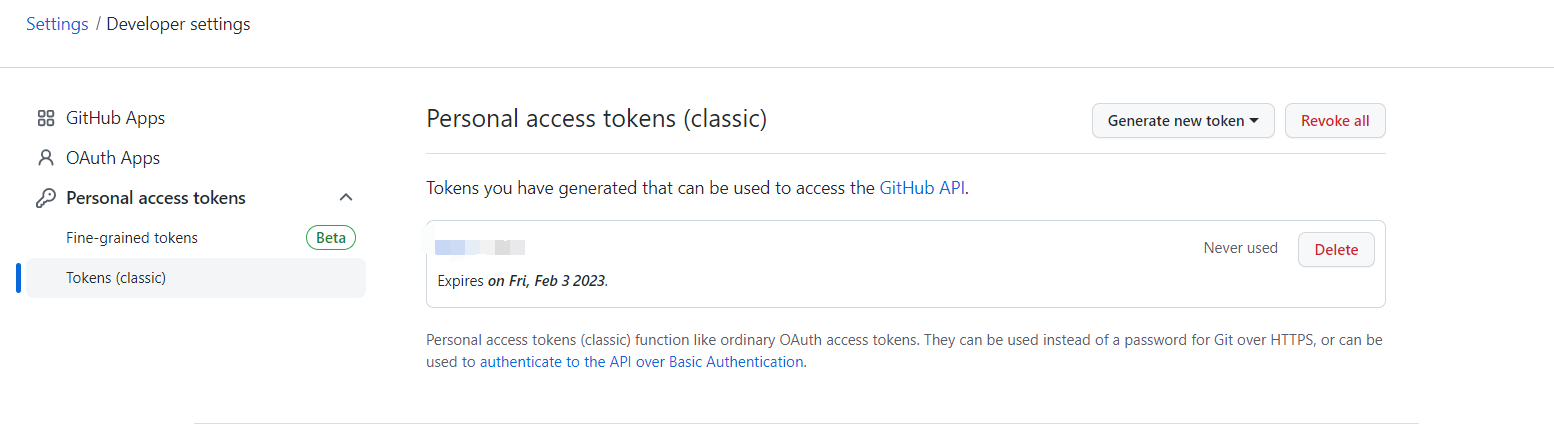 Settings / Developer settings
GitHub Apps
OAuth Apps
Personal access tokens
Fine-grained tokens Beta
Tokens (classic)
Personal access tokens (classic)
Generate new token
Revoke all
Tokens you have generated that can be used to access the GitHub API.
Never used
Delete
Expires on Fri, Feb 3 2023.
Personal access tokens (classic) function like ordinary OAuth access tokens. They can be used instead of a password for Git over HTTPS, or can be
used to authenticate to the API over Basic Authentication.